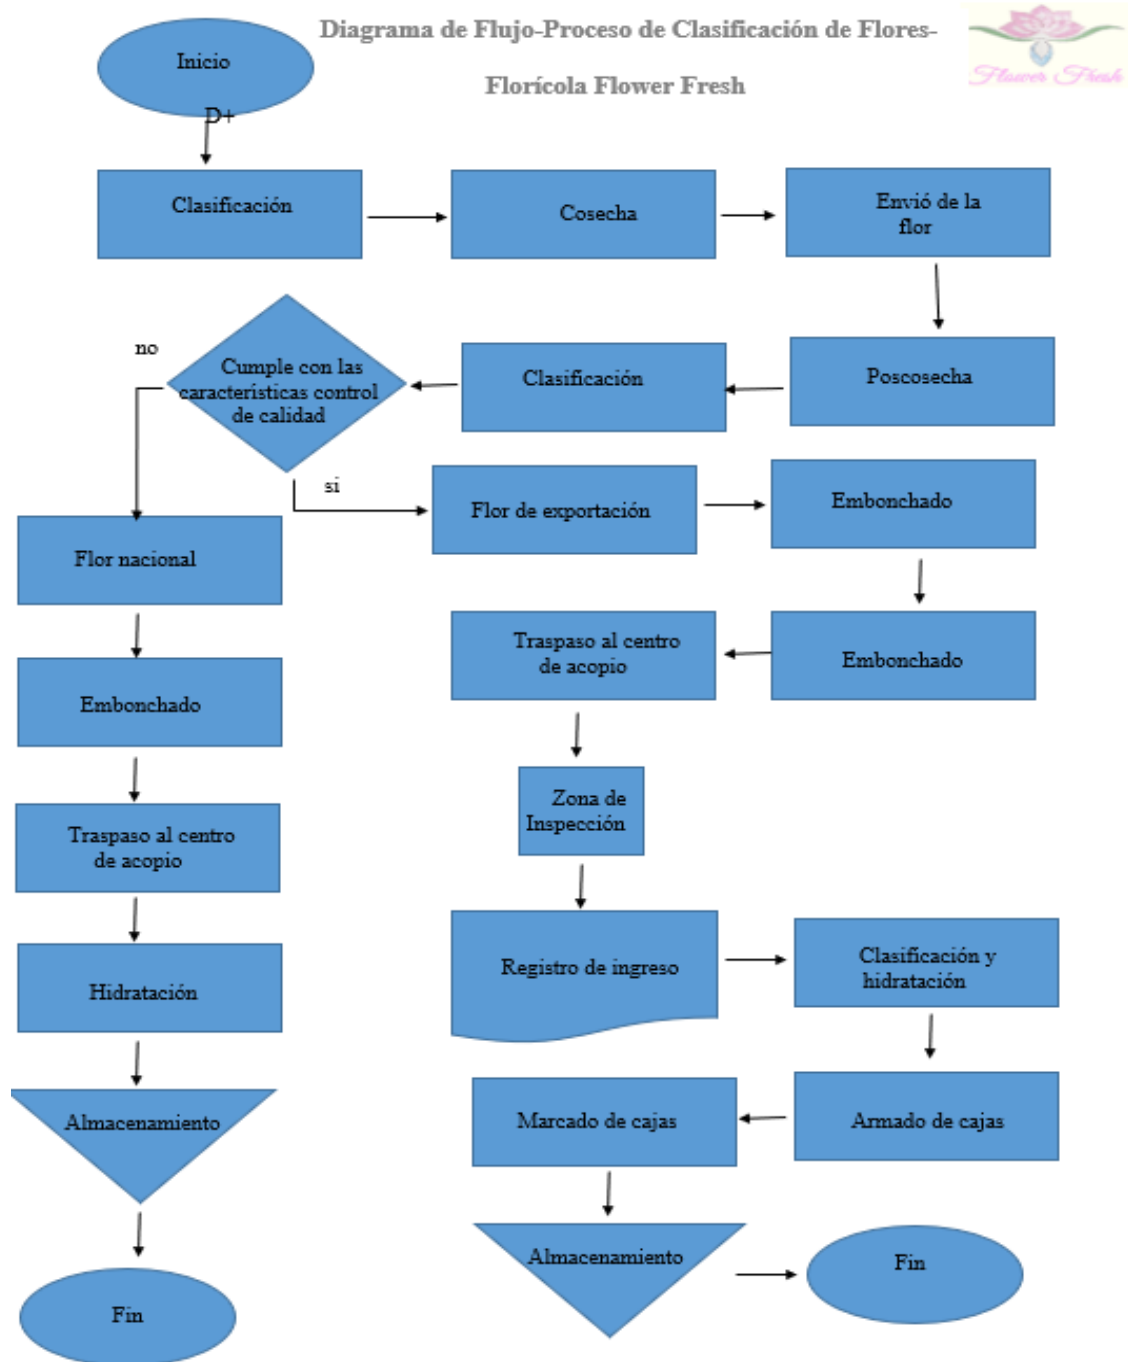 Diagrama de Flujo-Proceso de Clasificación de Flores-
Florícola Flower Fresh
Flower Fresh
Inicio
D+
Clasificación
Cosecha
Envió de la
flor
Poscosecha
Clasificación
Cumple con las
características control
de calidad
no
si
Flor de exportación
Embonchado
Embonchado
Traspaso al centro
de acopio
Zona de
Inspección
Registro de ingreso
Clasificación y
hidratación
Armado de cajas
Marcado de cajas
Almacenamiento
Fin
Flor nacional
Embonchado
Traspaso al centro
de acopio
Hidratación
Almacenamiento
Fin